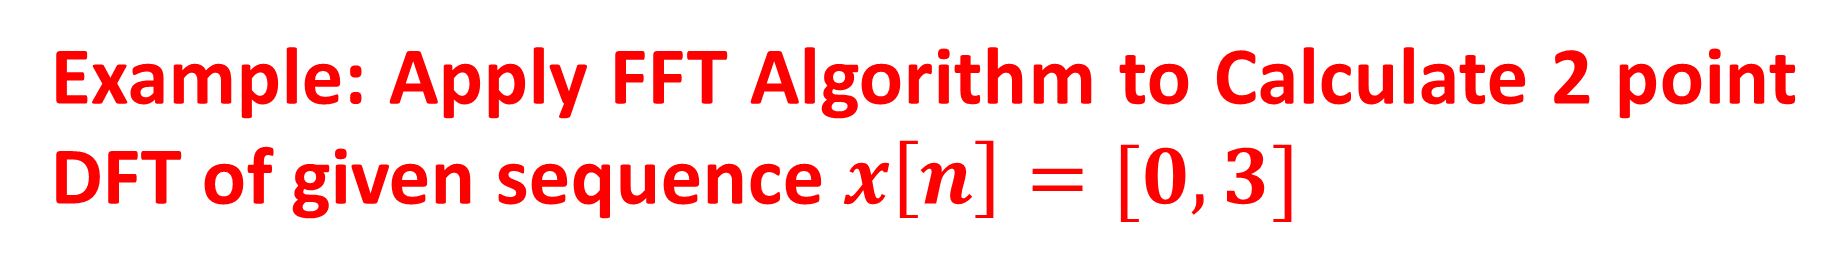 Example: Apply FFT Algorithm to Calculate 2 point
DFT of given sequence x[n] = [0, 3]